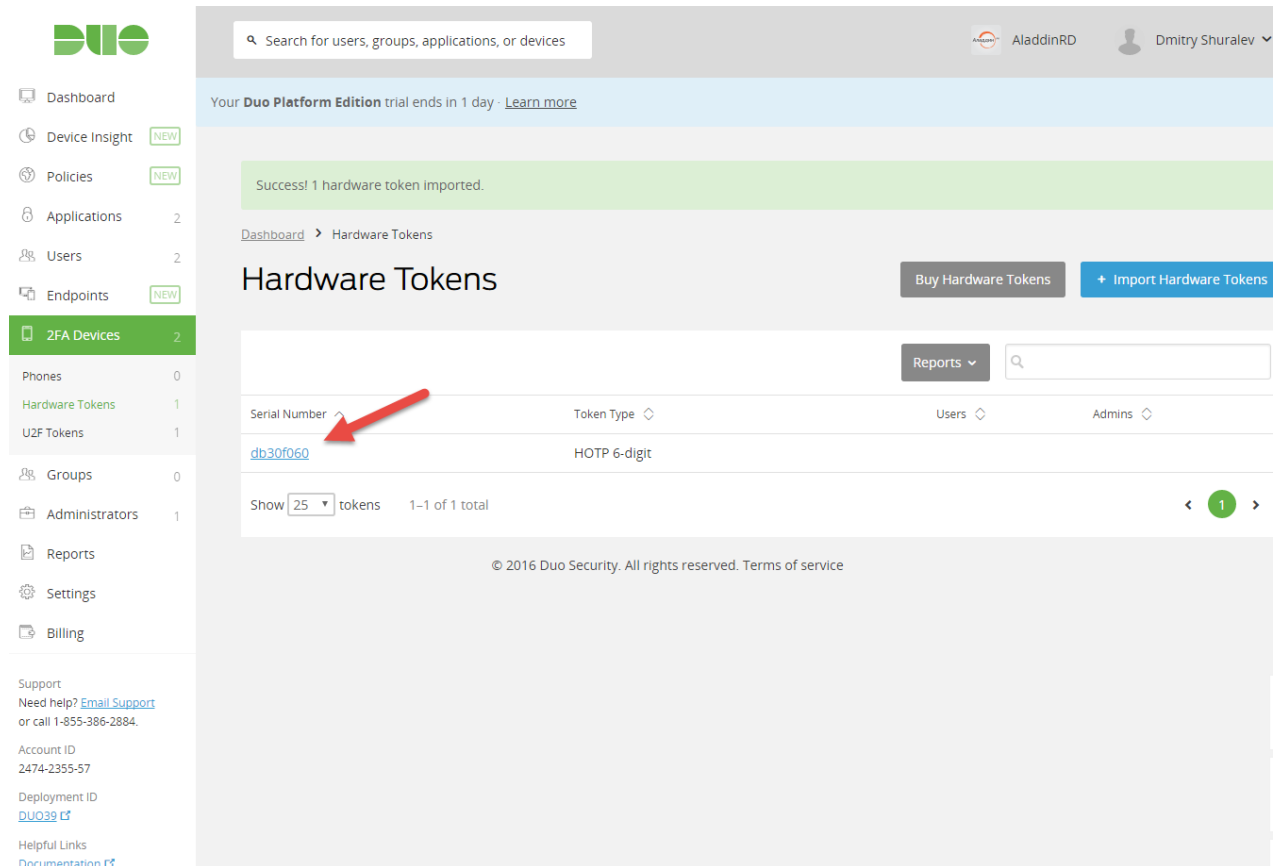 DUO
Search for users, groups, applications, or devices
AladdinRD
Dmitry Shuralev
Dashboard
Device Insight NEW
Policies NEW
Applications 2
Users 2
Endpoints NEW
2FA Devices 2
Phones 0
Hardware Tokens 1
U2F Tokens 1
Groups 0
Administrators 1
Reports
Settings
Billing
Support
Need help? Email Support
or call 1-855-386-2884.
Account ID
2474-2355-57
Deployment ID
DUO39
Helpful Links
Documentation
Your Duo Platform Edition trial ends in 1 day · Learn more
Success! 1 hardware token imported.
Dashboard > Hardware Tokens
Hardware Tokens
Buy Hardware Tokens
+ Import Hardware Tokens
Reports
Serial Number Token Type Users Admins
db30f060 HOTP 6-digit
Show 25 tokens 1–1 of 1 total
1
© 2016 Duo Security. All rights reserved. Terms of service